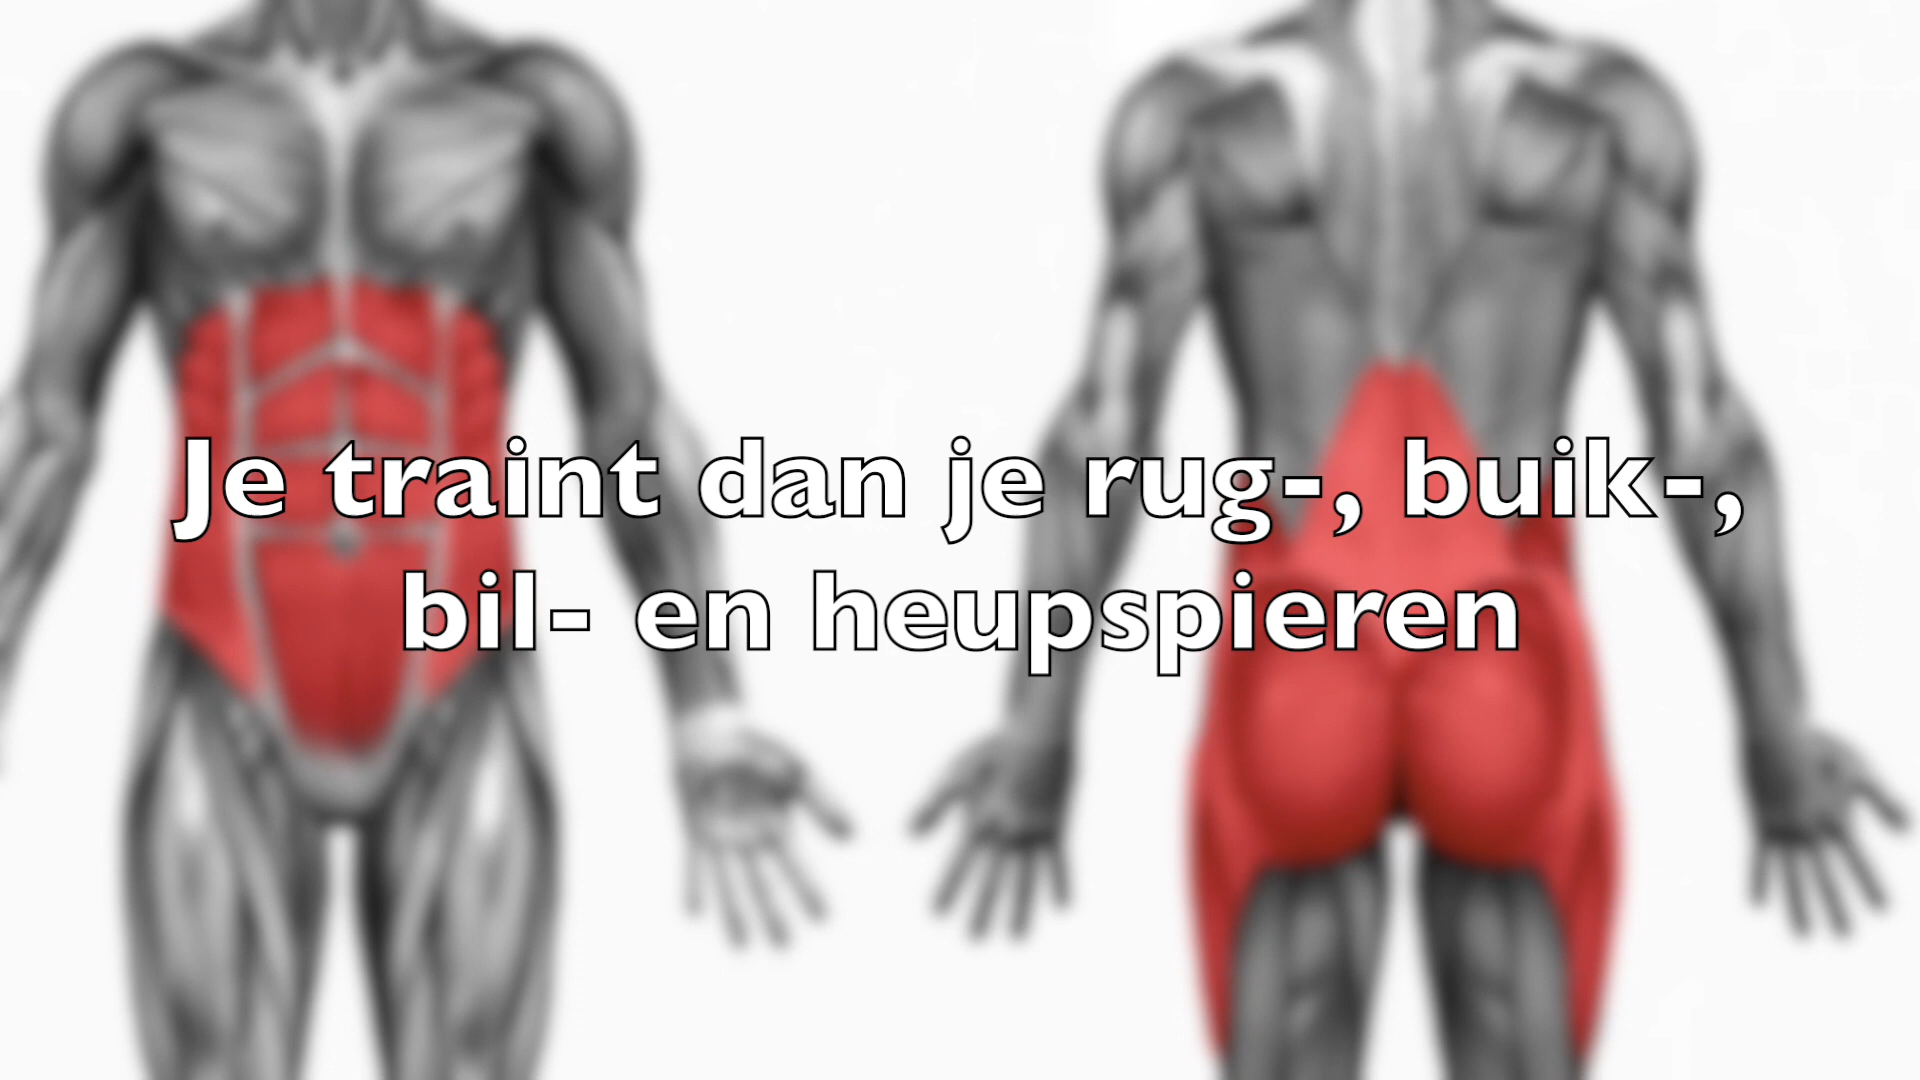 Je traint dan je rug-, buik-,
bil- en heupspieren